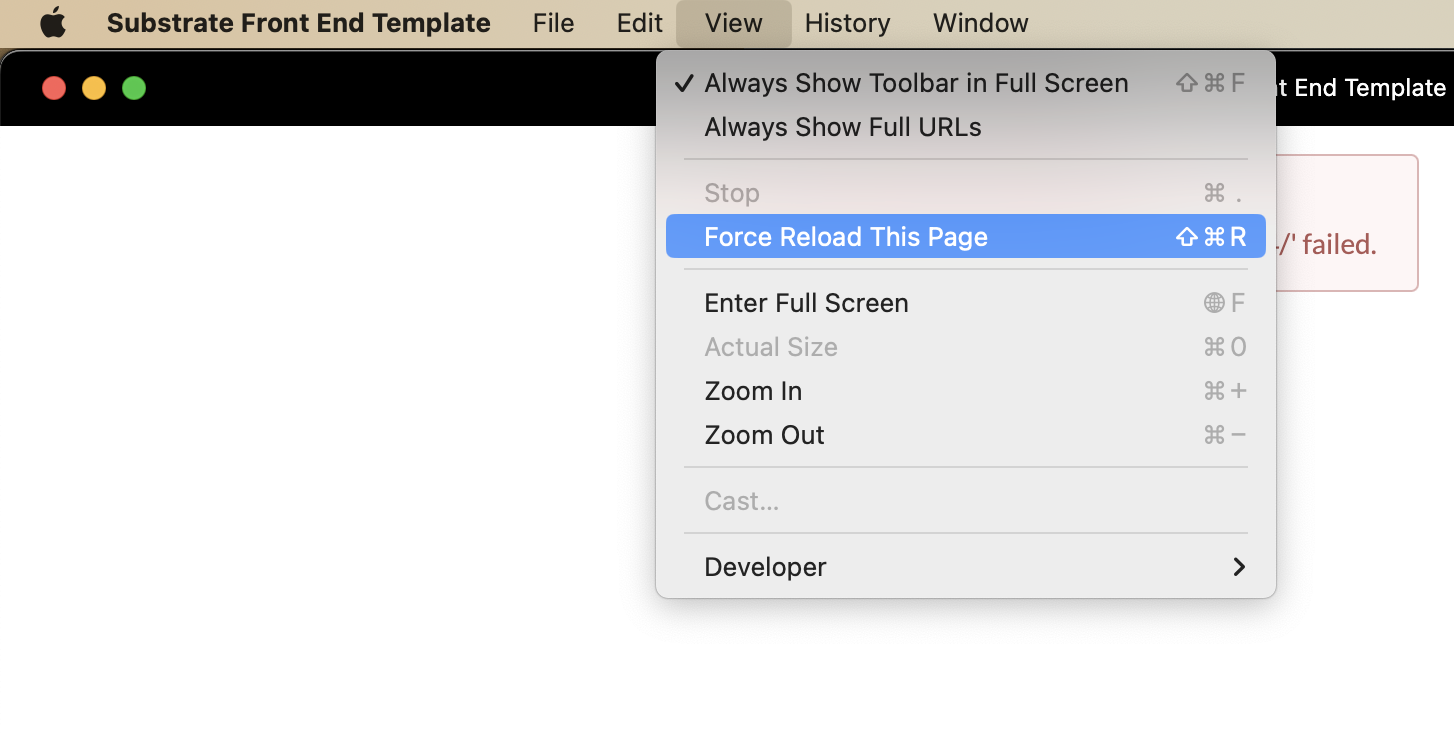 Substrate Front End Template File Edit View History Window
t End Template
✓ Always Show Toolbar in Full Screen ⇧⌘F
Always Show Full URLs
Stop ⌘.
Force Reload This Page ⇧⌘R
/' failed.
Enter Full Screen 🌐F
Actual Size ⌘0
Zoom In ⌘+
Zoom Out ⌘−
Cast...
Developer >